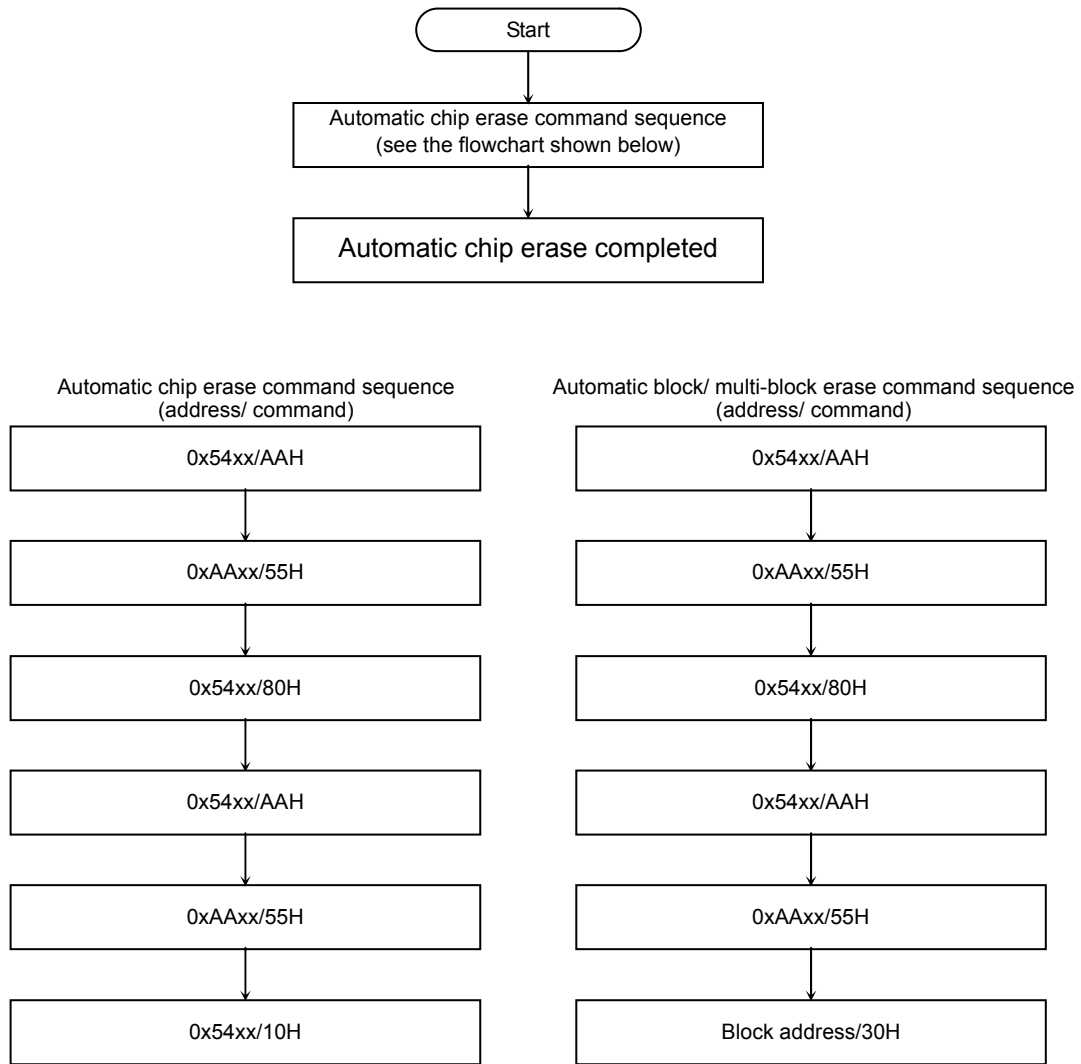 Start
Automatic chip erase command sequence
(see the flowchart shown below)
Automatic chip erase completed
Automatic chip erase command sequence
(address/ command)
0x54xx/AAH
0xAAxx/55H
0x54xx/80H
0x54xx/AAH
0xAAxx/55H
0x54xx/10H
Automatic block/ multi-block erase command sequence
(address/ command)
0x54xx/AAH
0xAAxx/55H
0x54xx/80H
0x54xx/AAH
0xAAxx/55H
Block address/30H